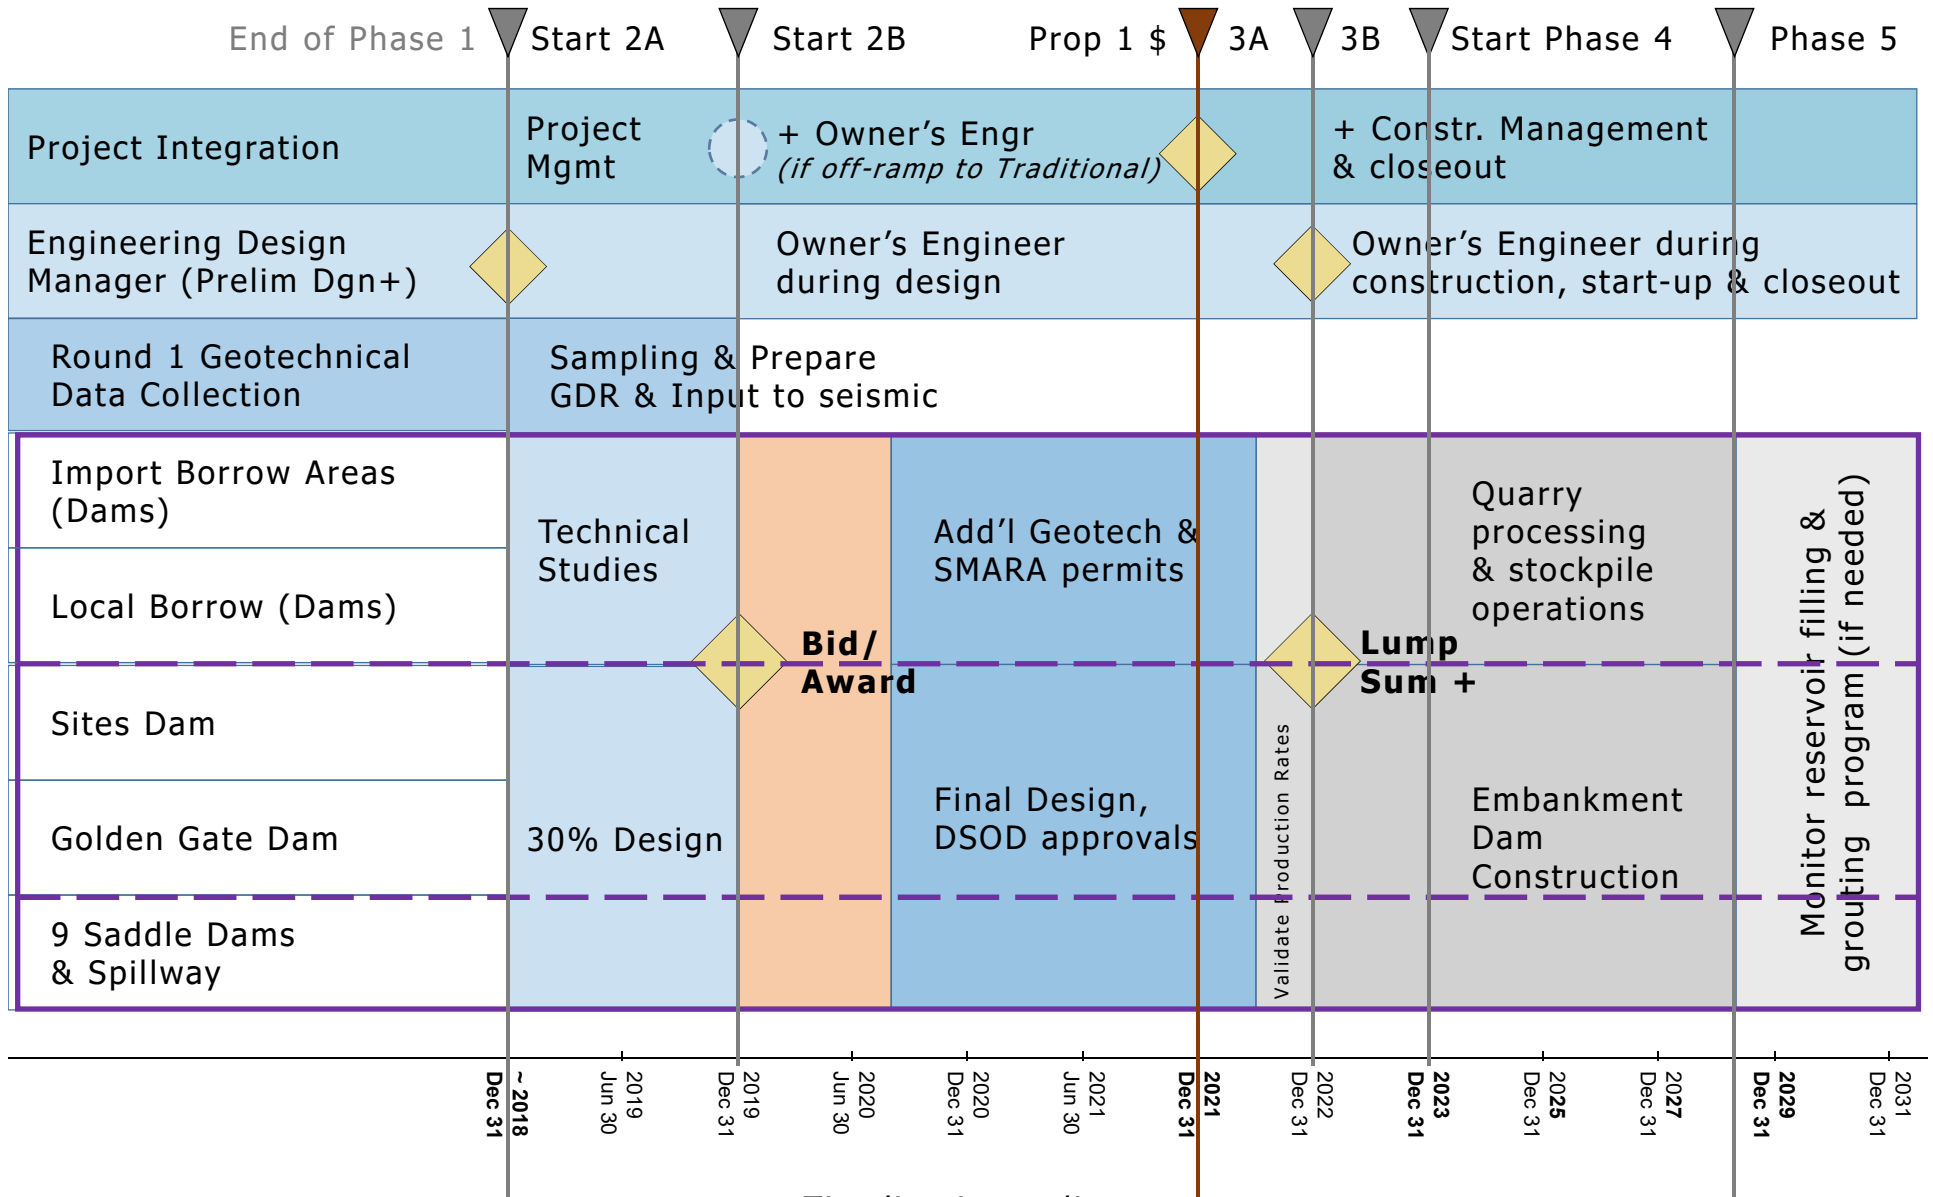 End of Phase 1
Start 2A
Start 2B
Prop 1 $
3A
3B
Start Phase 4
Phase 5
Project Integration
Project
Mgmt
+ Owner’s Engr
(if off-ramp to Traditional)
+ Constr. Management
& closeout
Engineering Design
Manager (Prelim Dgn+)
Owner’s Engineer
during design
Owner’s Engineer during
construction, start-up & closeout
Round 1 Geotechnical
Data Collection
Sampling & Prepare
GDR & Input to seismic
Import Borrow Areas
(Dams)
Local Borrow (Dams)
Sites Dam
Golden Gate Dam
9 Saddle Dams
& Spillway
Technical
Studies
30% Design
Bid/
Award
Add’l Geotech &
SMARA permits
Final Design,
DSOD approvals
Validate Production Rates
Lump
Sum +
Quarry
processing
& stockpile
operations
Embankment
Dam
Construction
Monitor reservoir filling &
grouting program (if needed)
~ 2018
Dec 31
2019
Jun 30
2019
Dec 31
2020
Jun 30
2020
Dec 31
2021
Jun 30
2021
Dec 31
2022
Dec 31
2023
Dec 31
2025
Dec 31
2027
Dec 31
2029
Dec 31
2031
Dec 31